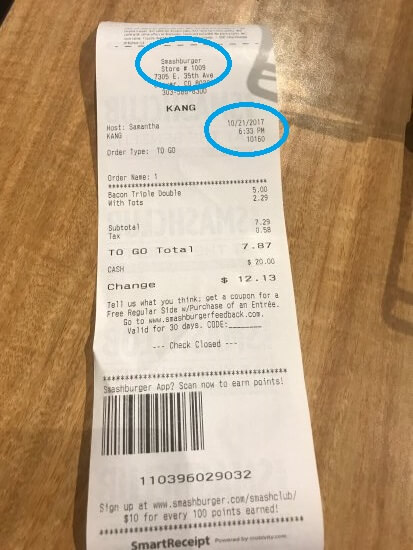 Smashburger
Store # 1009
7305 E. 35th Ave
CO
KANG
Host: Samantha 10/21/2017
KANG 6:33 PM
10160
Order Type: TO GO
Order Name: 1
Bacon Triple Double 5.00
With Tots 2.29
Subtotal 7.29
Tax 0.58
TO GO Total 7.87
CASH $ 20.00
Change $ 12.13
Tell us what you think; get a coupon for a
Free Regular Side w/Purchase of an Entrée.
Go to www.smashburgerfeedback.com.
Valid for 30 days. CODE:________
--- Check Closed ---
Smashburger App? Scan now to earn points!
110396029032
Sign up at www.smashburger.com/smashclub/
$10 for every 100 points earned!
SmartReceipt Powered by